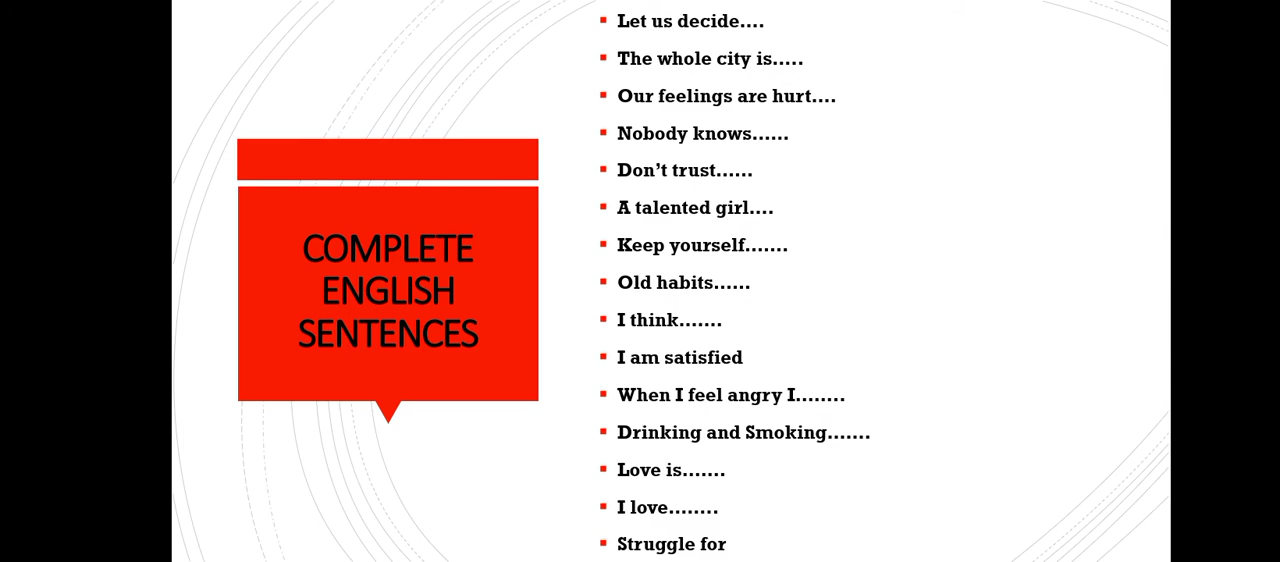 COMPLETE
ENGLISH
SENTENCES
Let us decide....
The whole city is.....
Our feelings are hurt....
Nobody knows......
Don’t trust......
A talented girl....
Keep yourself.......
Old habits......
I think.......
I am satisfied
When I feel angry I........
Drinking and Smoking.......
Love is.......
I love........
Struggle for